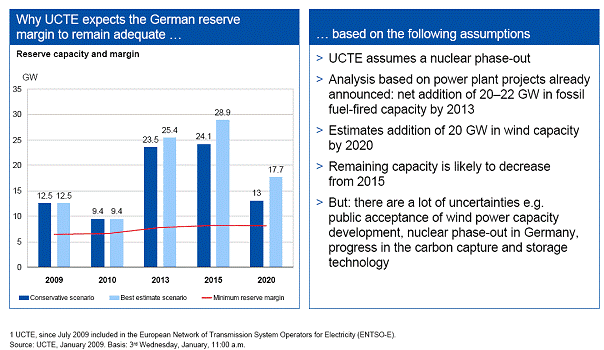 Why UCTE expects the German reserve
margin to remain adequate …
Reserve capacity and margin
GW
35
30
25
20
15
10
5
0
12.5 12.5
9.4 9.4
23.5 25.4
24.1 28.9
13 17.7
2009 2010 2013 2015 2020
Conservative scenario Best estimate scenario Minimum reserve margin
… based on the following assumptions
> UCTE assumes a nuclear phase-out
> Analysis based on power plant projects already
announced: net addition of 20–22 GW in fossil
fuel-fired capacity by 2013
> Estimates addition of 20 GW in wind capacity
by 2020
> Remaining capacity is likely to decrease
from 2015
> But: there are a lot of uncertainties e.g.
public acceptance of wind power capacity
development, nuclear phase-out in Germany,
progress in the carbon capture and storage
technology
1 UCTE, since July 2009 included in the European Network of Transmission System Operators for Electricity (ENTSO-E).
Source: UCTE, January 2009. Basis: 3rd Wednesday, January, 11:00 a.m.